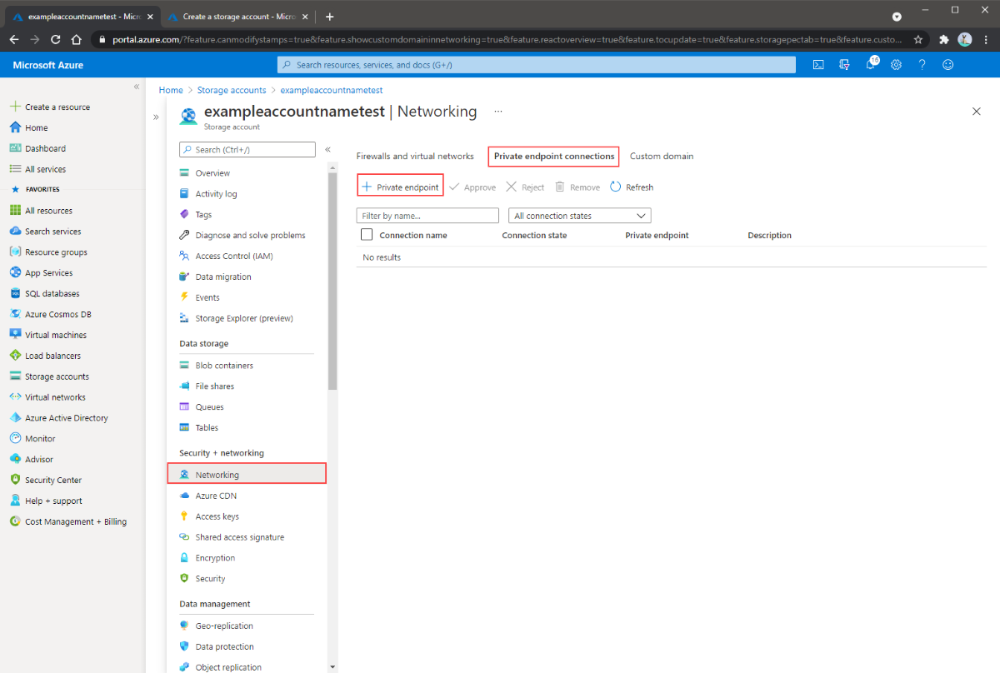 exampleaccountnametest - Micro
Create a storage account - Micro
portal.azure.com/?feature.canmodifystamps=true&feature.showcustomdomaininnetworking=true&feature.reactoverview=true&feature.tocupdate=true&feature.storagepectab=true&feature.custo...
Microsoft Azure
Search resources, services, and docs (G+/)
16
Create a resource
Home
Dashboard
All services
FAVORITES
All resources
Search services
Resource groups
App Services
SQL databases
Azure Cosmos DB
Virtual machines
Load balancers
Storage accounts
Virtual networks
Azure Active Directory
Monitor
Advisor
Security Center
Help + support
Cost Management + Billing
Home > Storage accounts > exampleaccountnametest
exampleaccountnametest | Networking ...
Storage account
Search (Ctrl+/)
Overview
Activity log
Tags
Diagnose and solve problems
Access Control (IAM)
Data migration
Events
Storage Explorer (preview)
Data storage
Blob containers
File shares
Queues
Tables
Security + networking
Networking
Azure CDN
Access keys
Shared access signature
Encryption
Security
Data management
Geo-replication
Data protection
Object replication
Firewalls and virtual networks Private endpoint connections Custom domain
+ Private endpoint Approve Reject Remove Refresh
Filter by name... All connection states
Connection name Connection state Private endpoint Description
No results